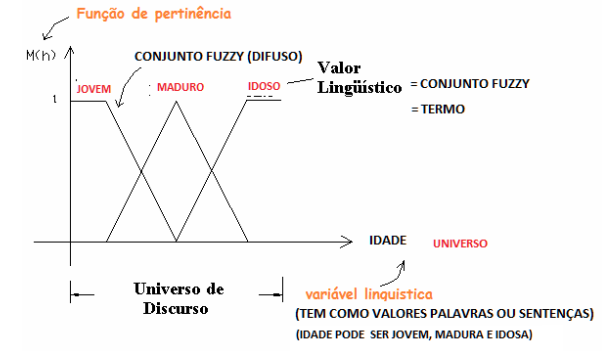 Função de pertinência
M(h)
CONJUNTO FUZZY (DIFUSO)
JOVEM
: MADURO
IDOSO
Valor
Lingüístico
= CONJUNTO FUZZY
= TERMO
1
IDADE
UNIVERSO
Universo de
Discurso
variável linguistica
(TEM COMO VALORES PALAVRAS OU SENTENÇAS)
(IDADE PODE SER JOVEM, MADURA E IDOSA)